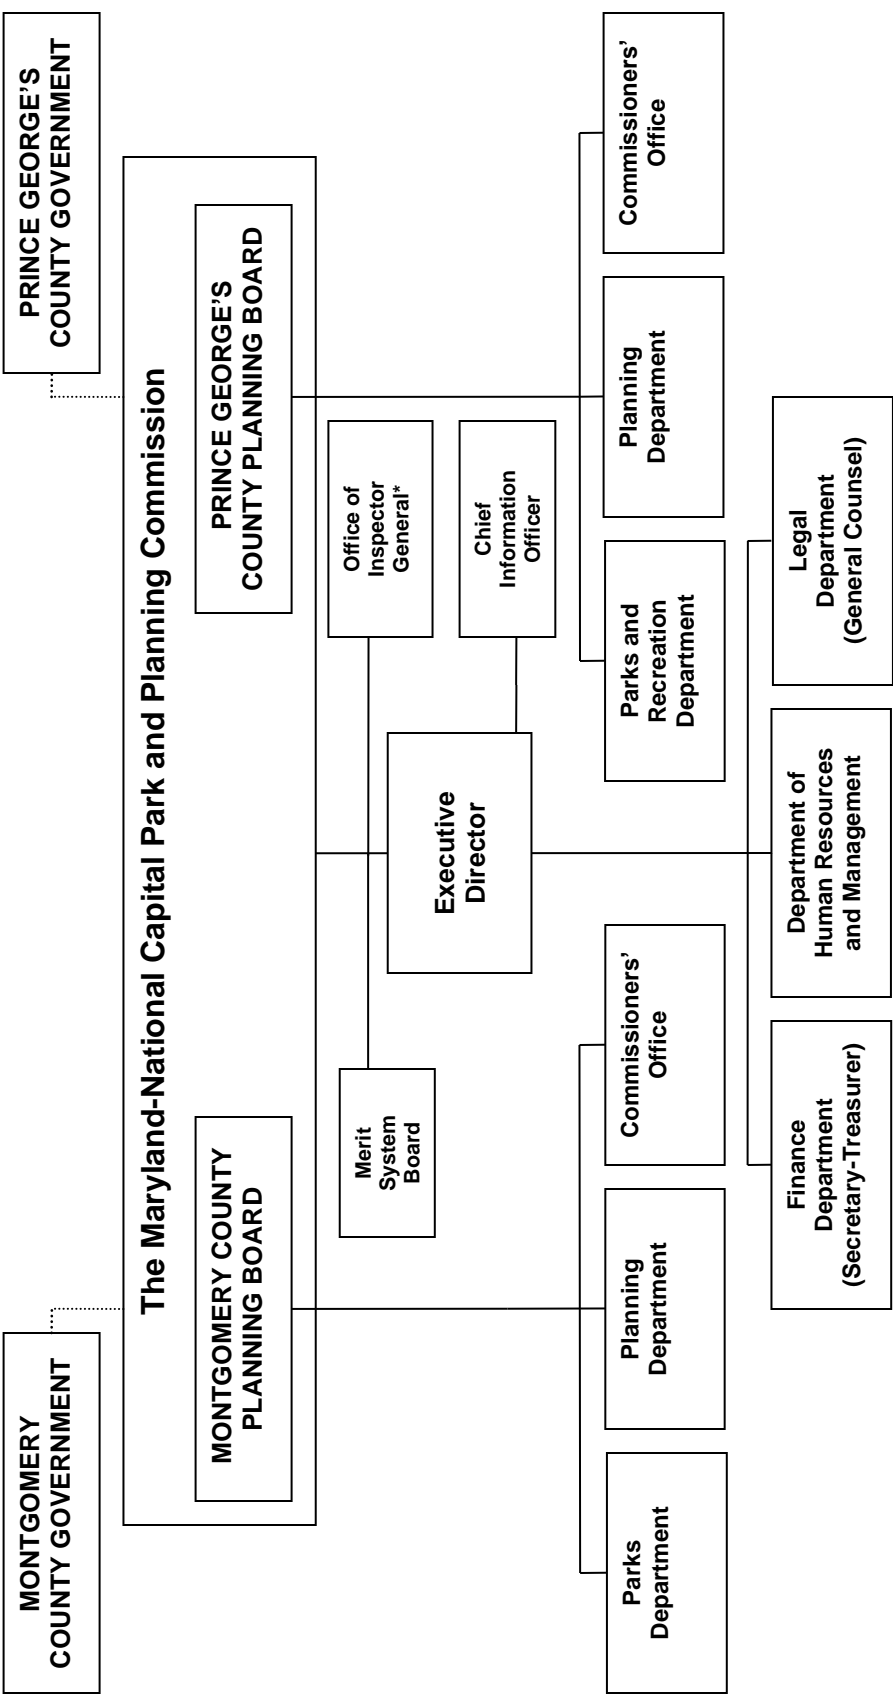 MONTGOMERY
COUNTY GOVERNMENT
PRINCE GEORGE’S
COUNTY GOVERNMENT
The Maryland-National Capital Park and Planning Commission
MONTGOMERY COUNTY
PLANNING BOARD
PRINCE GEORGE’S
COUNTY PLANNING BOARD
Merit
System
Board
Office of
Inspector
General*
Executive
Director
Chief
Information
Officer
Parks
Department
Planning
Department
Commissioners’
Office
Parks and
Recreation
Department
Planning
Department
Commissioners’
Office
Finance
Department
(Secretary-Treasurer)
Department of
Human Resources
and Management
Legal
Department
(General Counsel)